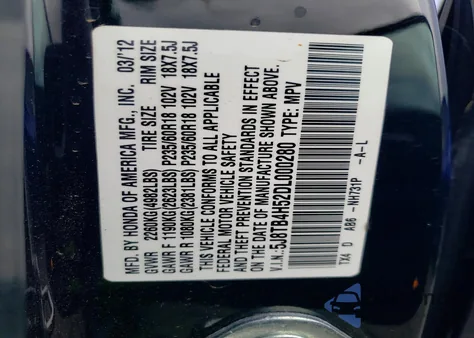 MFD. BY HONDA OF AMERICA MFG., INC. 03/12
TIRE SIZE RIM SIZE
GVWR 2260KG(4982LBS)
GAWR F 1190KG(2623LBS) P235/60R18 102V 18X7.5J
GAWR R 1080KG(2381LBS) P235/60R18 102V 18X7.5J
THIS VEHICLE CONFORMS TO ALL APPLICABLE
FEDERAL MOTOR VEHICLE SAFETY
AND THEFT PREVENTION STANDARDS IN EFFECT
ON THE DATE OF MANUFACTURE SHOWN ABOVE.
V.I.N: 5J8TB4H52DL000280 TYPE: MPV
TX4 D A86 - NH731P -A-L